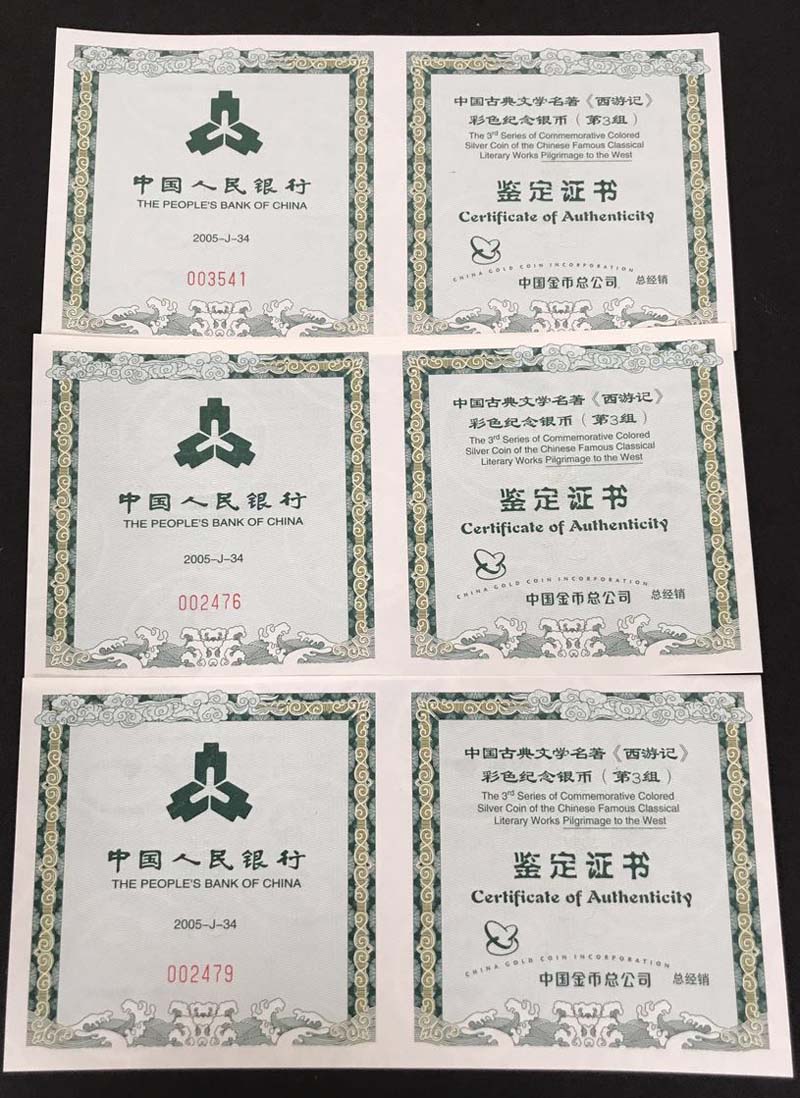 中国人民银行
THE PEOPLE'S BANK OF CHINA
2005-J-34
003541
中国古典文学名著《西游记》
彩色纪念银币（第3组）
The 3rd Series of Commemorative Colored
Silver Coin of the Chinese Famous Classical
Literary Works Pilgrimage to the West
鉴定证书
Certificate of Authenticity
CHINA GOLD COIN INCORPORATION
中国金币总公司 总经销
中国人民银行
THE PEOPLE'S BANK OF CHINA
2005-J-34
002476
中国古典文学名著《西游记》
彩色纪念银币（第3组）
The 3rd Series of Commemorative Colored
Silver Coin of the Chinese Famous Classical
Literary Works Pilgrimage to the West
鉴定证书
Certificate of Authenticity
CHINA GOLD COIN INCORPORATION
中国金币总公司 总经销
中国人民银行
THE PEOPLE'S BANK OF CHINA
2005-J-34
002479
中国古典文学名著《西游记》
彩色纪念银币（第3组）
The 3rd Series of Commemorative Colored
Silver Coin of the Chinese Famous Classical
Literary Works Pilgrimage to the West
鉴定证书
Certificate of Authenticity
CHINA GOLD COIN INCORPORATION
中国金币总公司 总经销